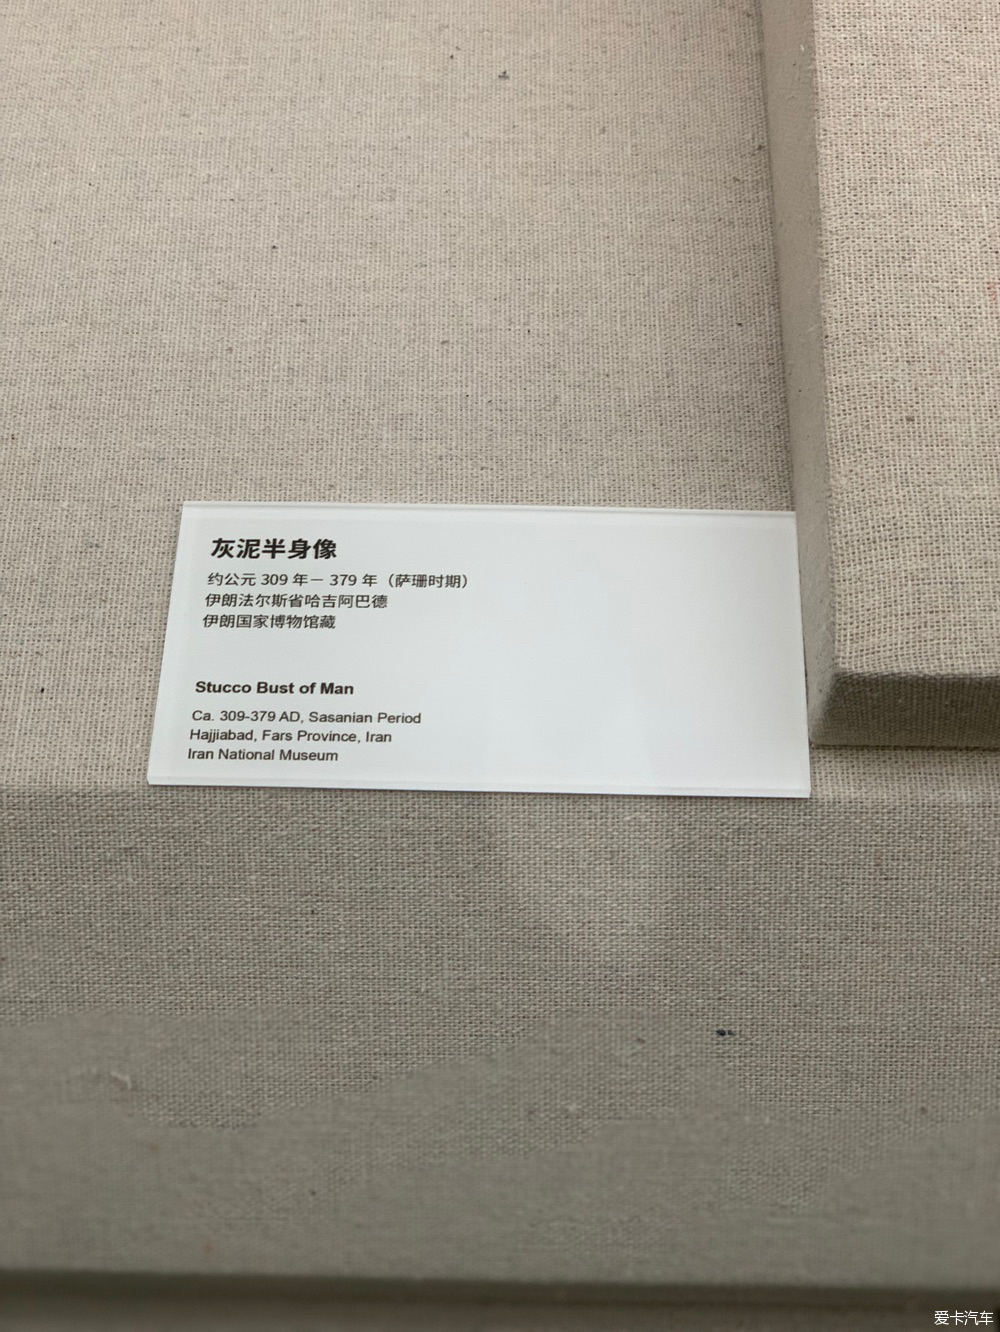 灰泥半身像
约公元 309 年－ 379 年（萨珊时期）
伊朗法尔斯省哈吉阿巴德
伊朗国家博物馆藏
Stucco Bust of Man
Ca. 309-379 AD, Sasanian Period
Hajjiabad, Fars Province, Iran
Iran National Museum
爱卡汽车